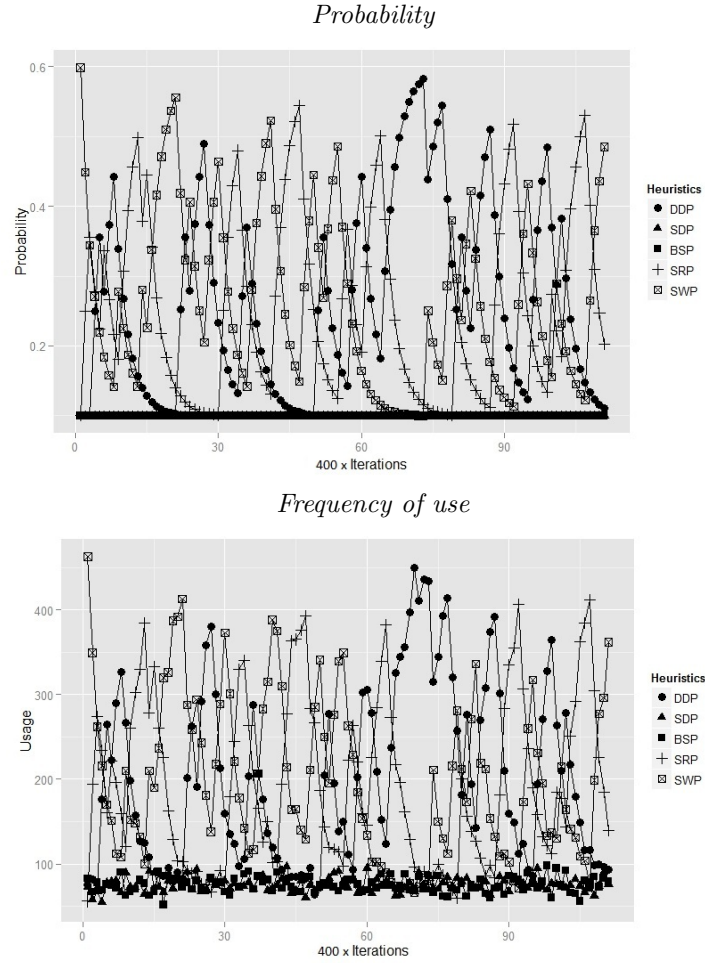 Probability
0.6
0.4
0.2
Probability
0
30
60
90
400 x Iterations
Heuristics
DDP
SDP
BSP
SRP
SWP
Frequency of use
400
300
200
100
Usage
0
30
60
90
400 x Iterations
Heuristics
DDP
SDP
BSP
SRP
SWP